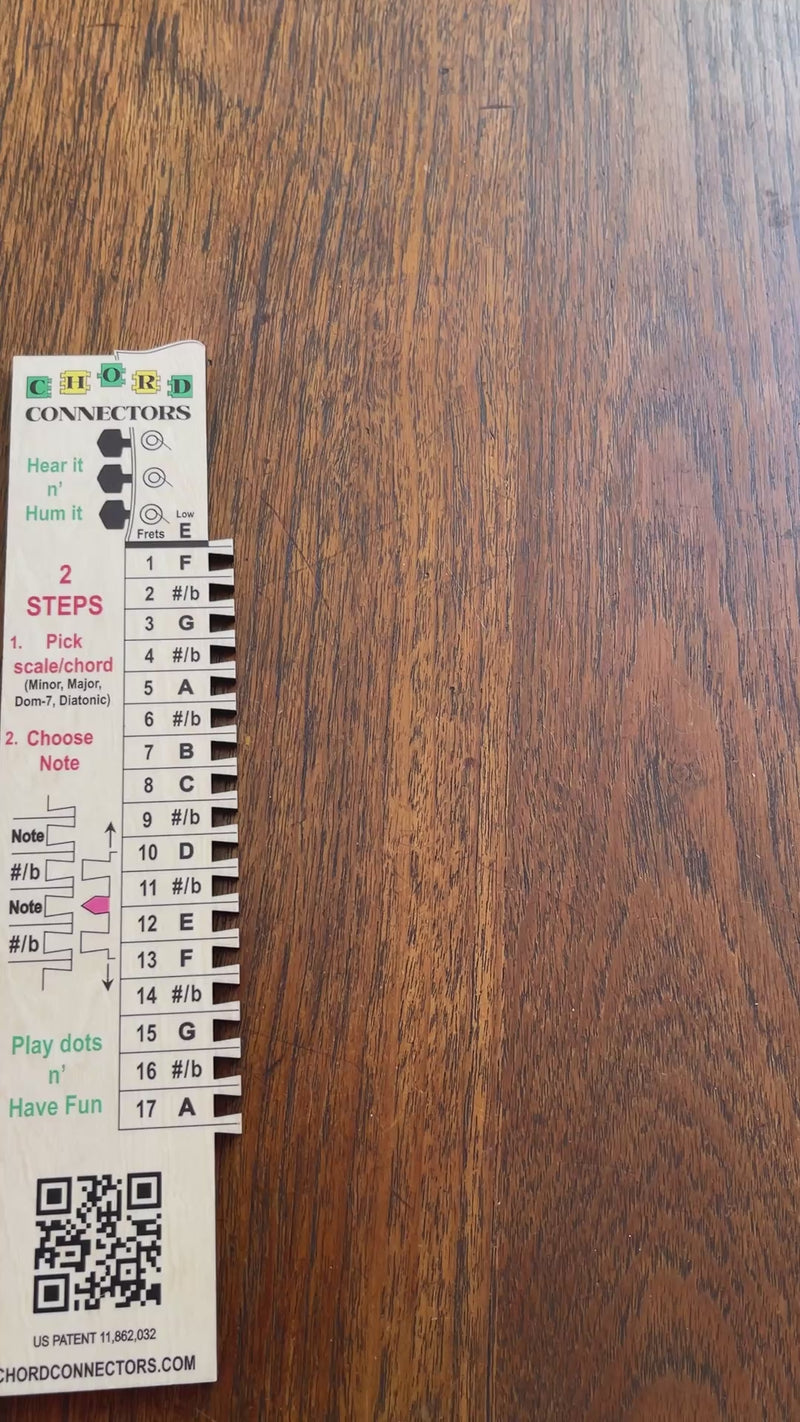 CHORD
CONNECTORS
Hear it
n'
Hum it
Low
Frets E
2
STEPS
1. Pick
scale/chord
(Minor, Major,
Dom-7, Diatonic)
2. Choose
Note
Note
#/b
Note
#/b
Play dots
n'
Have Fun
1 F
2 #/b
3 G
4 #/b
5 A
6 #/b
7 B
8 C
9 #/b
10 D
11 #/b
12 E
13 F
14 #/b
15 G
16 #/b
17 A
US PATENT 11,862,032
CHORDCONNECTORS.COM